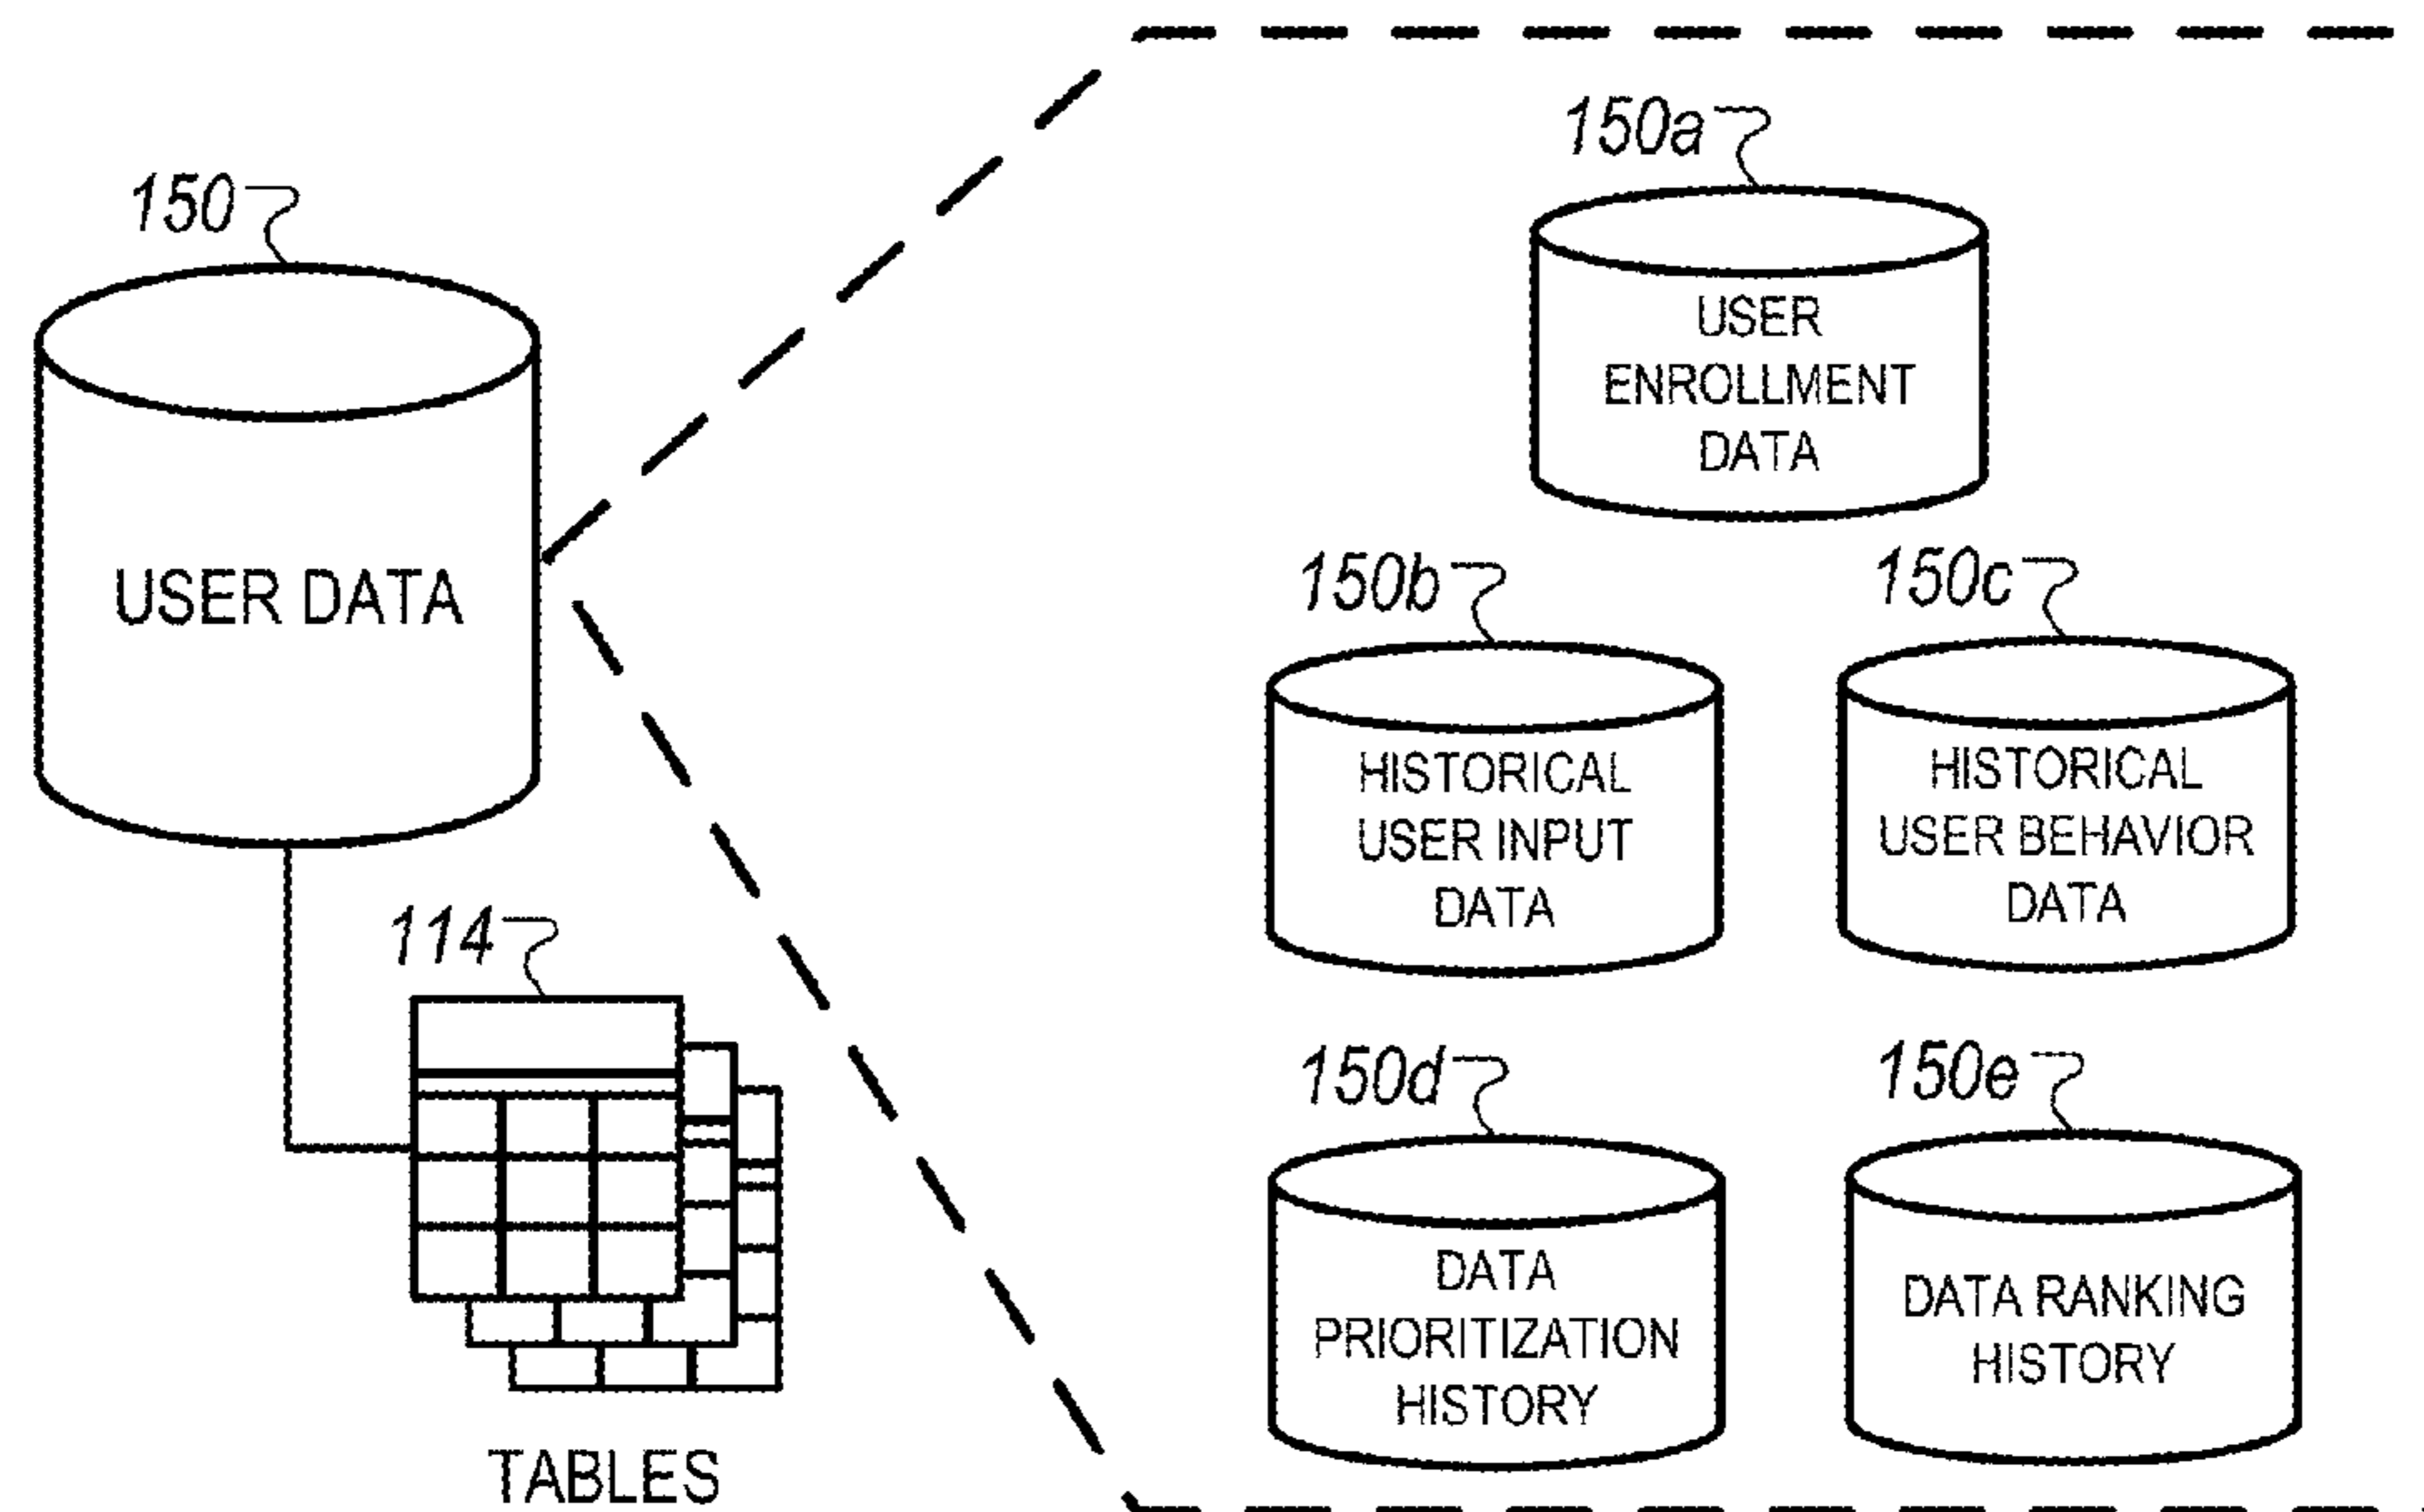 150
USER DATA
114
TABLES
150a
USER
ENROLLMENT
DATA
150b
HISTORICAL
USER INPUT
DATA
150c
HISTORICAL
USER BEHAVIOR
DATA
150d
DATA
PRIORITIZATION
HISTORY
150e
DATA RANKING
HISTORY